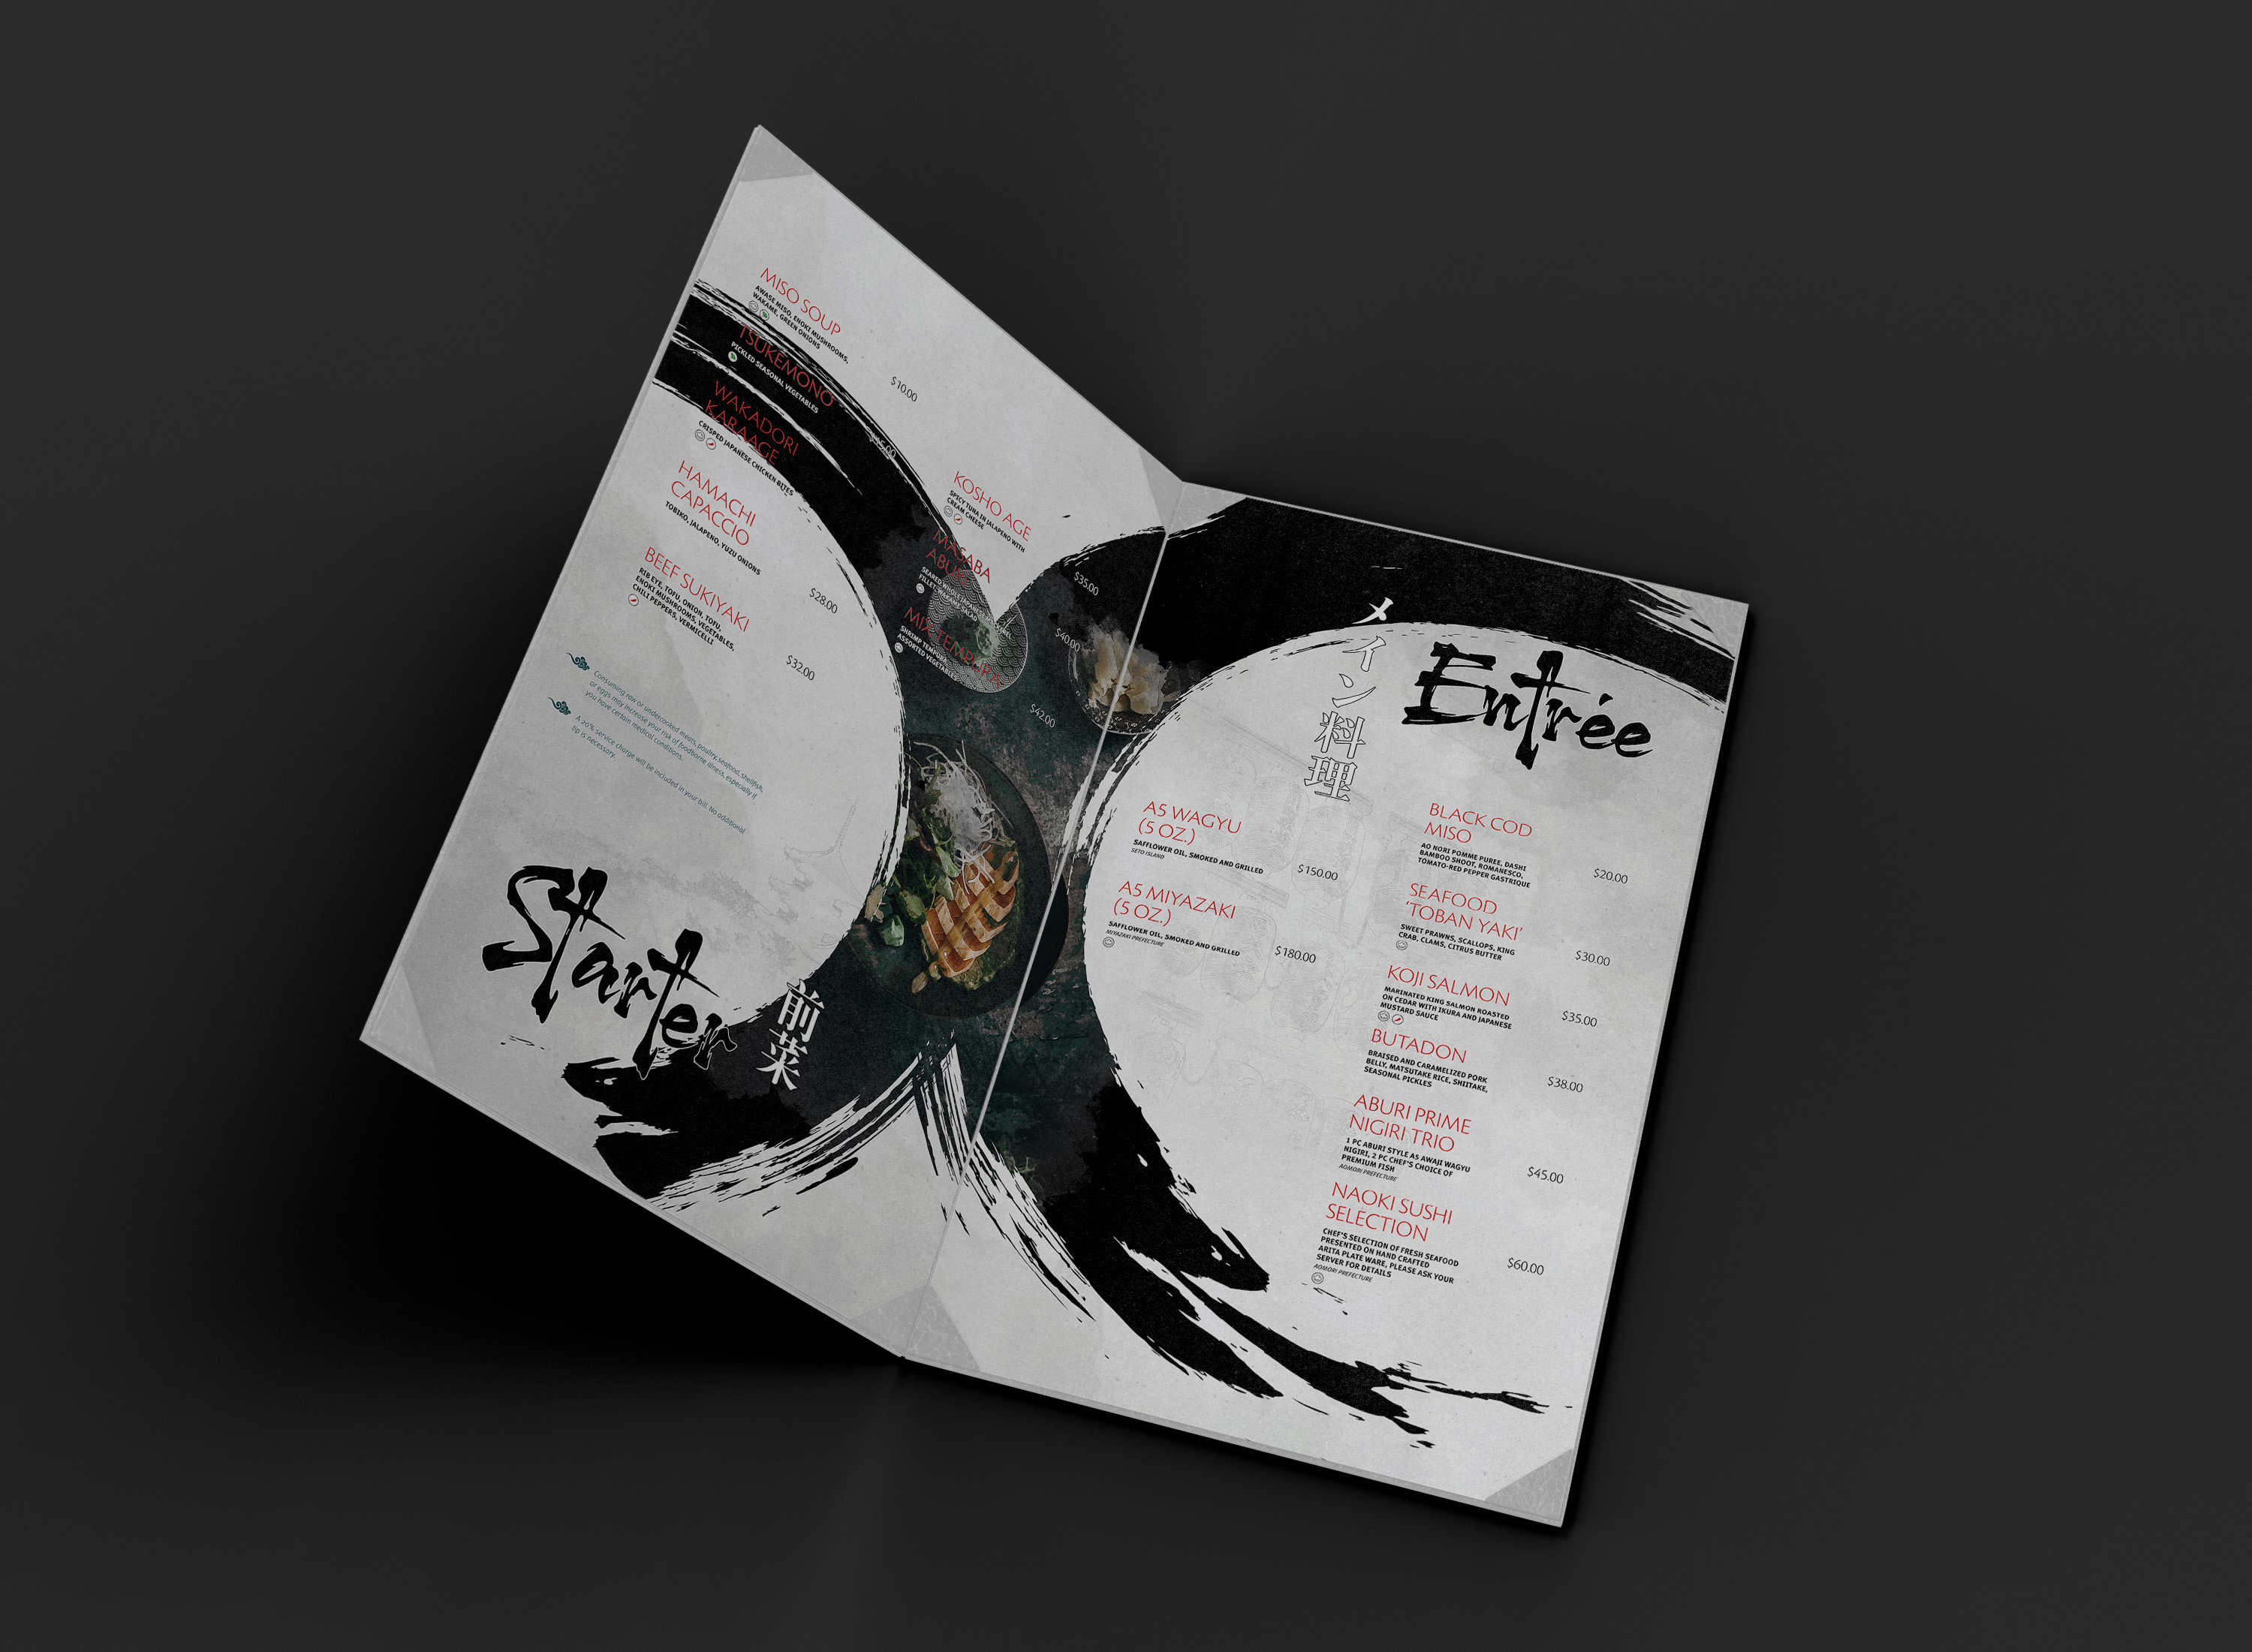 MISO SOUP
AWASE MISO, ENOKI MUSHROOMS,
WAKAME, GREEN ONIONS
$10.00
TSUKEMONO
PICKLED SEASONAL VEGETABLES
WAKADORI
KARAAGE
CRISPED JAPANESE CHICKEN BITES
HAMACHI
CAPACCIO
TOBIKO, JALAPENO, YUZU ONIONS
$28.00
BEEF SUKIYAKI
RIB EYE, TOFU, ONION, TOFU,
ENOKI MUSHROOMS, VEGETABLES,
CHILI PEPPERS, VERMICELLI
$32.00
Consuming raw or undercooked meats, poultry, seafood, shellfish,
or eggs may increase your risk of foodborne illness, especially if
you have certain medical conditions.
A 20% service charge will be included in your bill. No additional
tip is necessary.
Starter
前菜
KOSHO AGE
SPICY TUNA IN JALAPENO WITH
CREAM CHEESE
$35.00
MASABA
ABURI
SEARED
FILLET, SALAD
$40.00
MIX TEMPURA
SHRIMP TEMPURA,
ASSORTED VEGETABLES
$42.00
メイン料理
Entrée
A5 WAGYU
(5 OZ.)
SAFFLOWER OIL, SMOKED AND GRILLED
SETO ISLAND
$150.00
A5 MIYAZAKI
(5 OZ.)
SAFFLOWER OIL, SMOKED AND GRILLED
MIYAZAKI PREFECTURE
$180.00
BLACK COD
MISO
AO NORI POMME PUREE, DASHI
BAMBOO SHOOT, ROMANESCO,
TOMATO-RED PEPPER GASTRIQUE
$20.00
SEAFOOD
'TOBAN YAKI'
SWEET PRAWNS, SCALLOPS, KING
CRAB, CLAMS, CITRUS BUTTER
$30.00
KOJI SALMON
MARINATED KING SALMON ROASTED
ON CEDAR WITH IKURA AND JAPANESE
MUSTARD SAUCE
$35.00
BUTADON
BRAISED AND CARAMELIZED PORK
BELLY, MATSUTAKE RICE, SHIITAKE,
SEASONAL PICKLES
$38.00
ABURI PRIME
NIGIRI TRIO
1 PC ABURI STYLE A5 AWAJI WAGYU
NIGIRI, 2 PC CHEF'S CHOICE OF
PREMIUM FISH
AOMORI PREFECTURE
$45.00
NAOKI SUSHI
SELECTION
CHEF'S SELECTION OF FRESH SEAFOOD
PRESENTED ON HAND CRAFTED
ARITA PLATE WARE, PLEASE ASK YOUR
SERVER FOR DETAILS
AOMORI PREFECTURE
$60.00